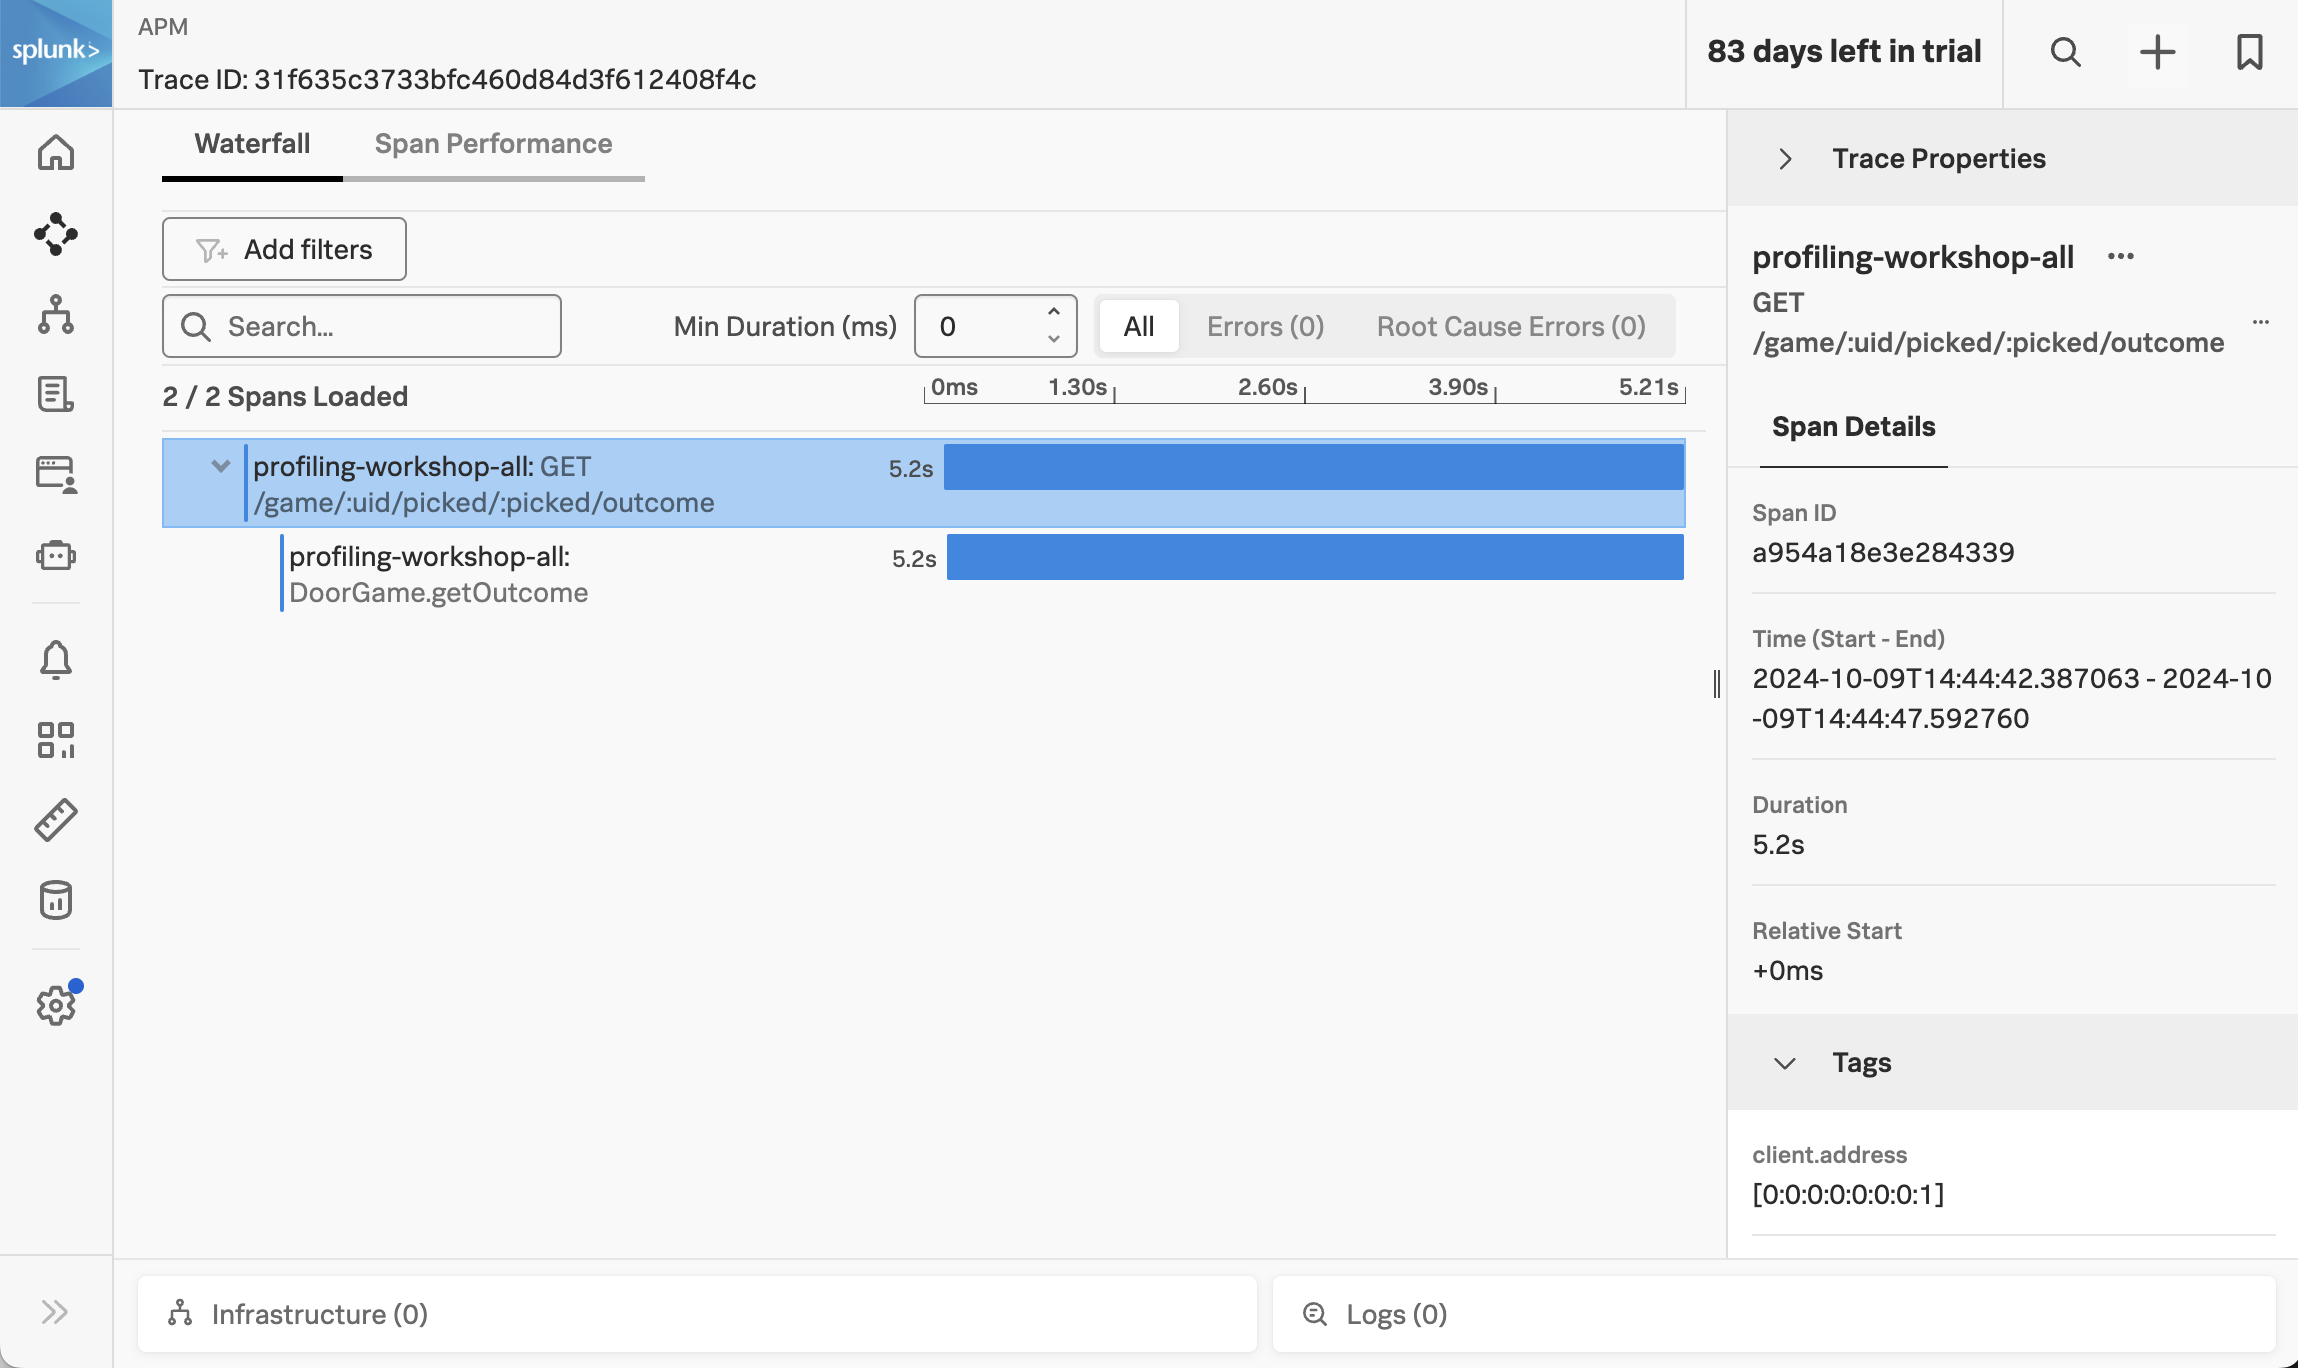 splunk>
APM
Trace ID: 31f635c3733bfc460d84d3f612408f4c
83 days left in trial
Waterfall
Span Performance
Add filters
Search...
Min Duration (ms)
0
All
Errors (0)
Root Cause Errors (0)
2 / 2 Spans Loaded
0ms
1.30s
2.60s
3.90s
5.21s
profiling-workshop-all: GET
/game/:uid/picked/:picked/outcome
5.2s
profiling-workshop-all:
DoorGame.getOutcome
5.2s
Trace Properties
profiling-workshop-all
GET
/game/:uid/picked/:picked/outcome
Span Details
Span ID
a954a18e3e284339
Time (Start - End)
2024-10-09T14:44:42.387063 - 2024-10
-09T14:44:47.592760
Duration
5.2s
Relative Start
+0ms
Tags
client.address
[0:0:0:0:0:0:0:1]
Infrastructure (0)
Logs (0)